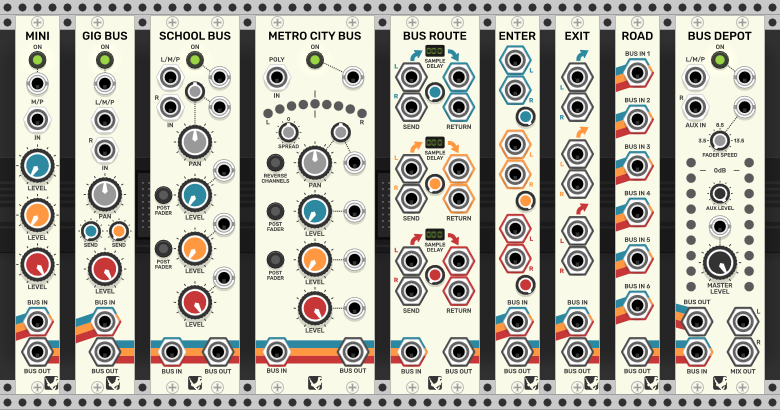 MINI
ON
M/P
IN
LEVEL
LEVEL
LEVEL
BUS IN
BUS OUT
GIG BUS
ON
L/M/P
R
IN
PAN
SEND
SEND
LEVEL
BUS IN
BUS OUT
SCHOOL BUS
ON
L/M/P
R
IN
PAN
POST
FADER
LEVEL
POST
FADER
LEVEL
LEVEL
BUS IN
BUS OUT
METRO CITY BUS
ON
POLY
IN
L
R
0
SPREAD
REVERSE
CHANNELS
PAN
POST
FADER
LEVEL
POST
FADER
LEVEL
LEVEL
BUS IN
BUS OUT
BUS ROUTE
000
SAMPLE
DELAY
L
L
R
R
SEND
RETURN
000
SAMPLE
DELAY
L
L
R
R
SEND
RETURN
000
SAMPLE
DELAY
L
L
R
R
SEND
RETURN
BUS IN
BUS OUT
ENTER
L
R
L
R
L
R
BUS IN
BUS OUT
EXIT
L
R
L
R
L
R
BUS IN
BUS OUT
ROAD
BUS IN 1
BUS IN 2
BUS IN 3
BUS IN 4
BUS IN 5
BUS IN 6
BUS OUT
BUS DEPOT
ON
L/M/P
R
AUX IN
8.5
3.5
13.5
FADER SPEED
0dB
AUX LEVEL
MASTER
LEVEL
BUS OUT
L
R
BUS IN
MIX OUT